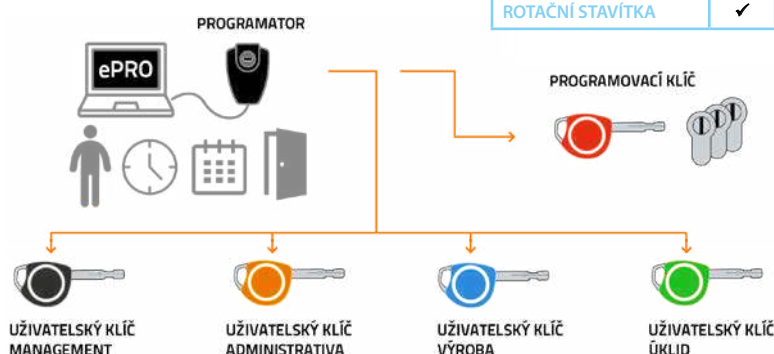 ROTAČNÍ STAVÍTKA ✓
PROGRAMATOR
ePRO
PROGRAMOVACÍ KLÍČ
UŽIVATELSKÝ KLÍČ
MANAGEMENT
UŽIVATELSKÝ KLÍČ
ADMINISTRATIVA
UŽIVATELSKÝ KLÍČ
VÝROBA
UŽIVATELSKÝ KLÍČ
ÚKLID